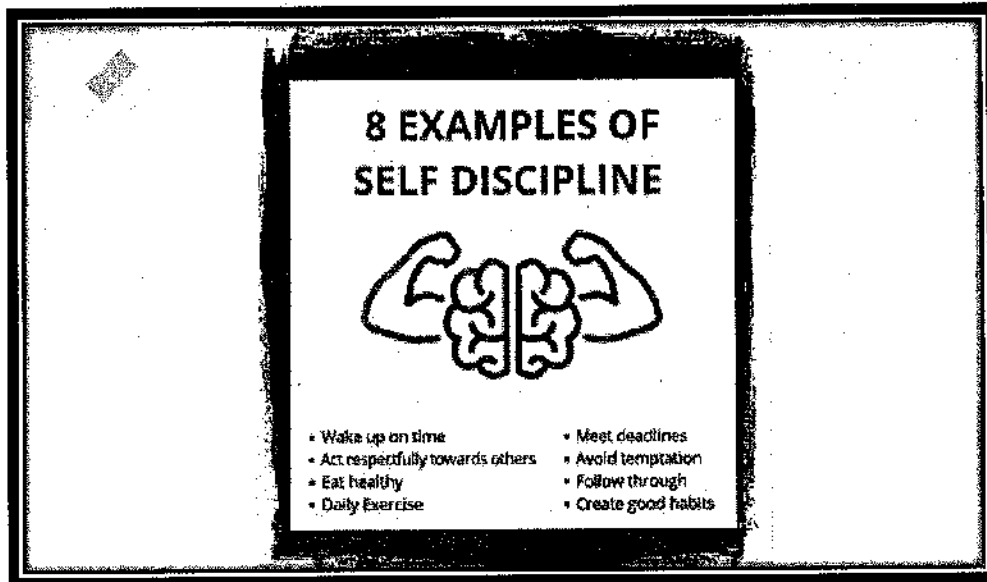 8 EXAMPLES OF
SELF DISCIPLINE
• Wake up on time
• Act respectfully towards others
• Eat healthy
• Daily Exercise
• Meet deadlines
• Avoid temptation
• Follow through
• Create good habits